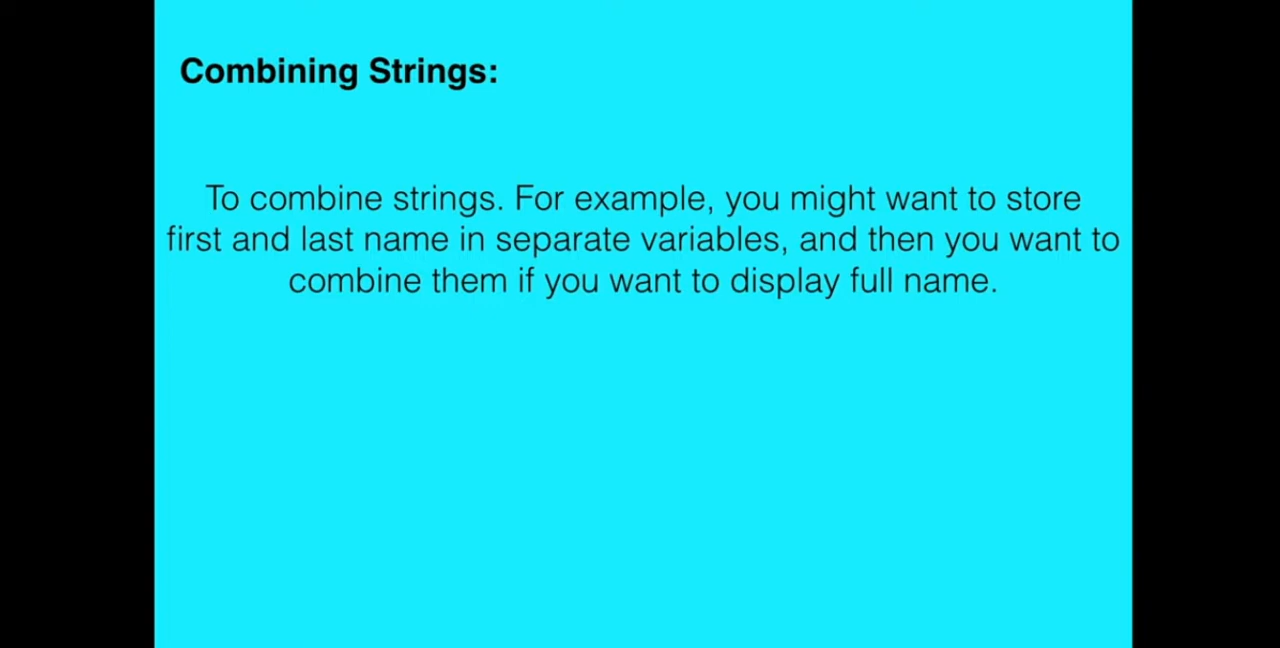 Combining Strings:
To combine strings. For example, you might want to store
first and last name in separate variables, and then you want to
combine them if you want to display full name.